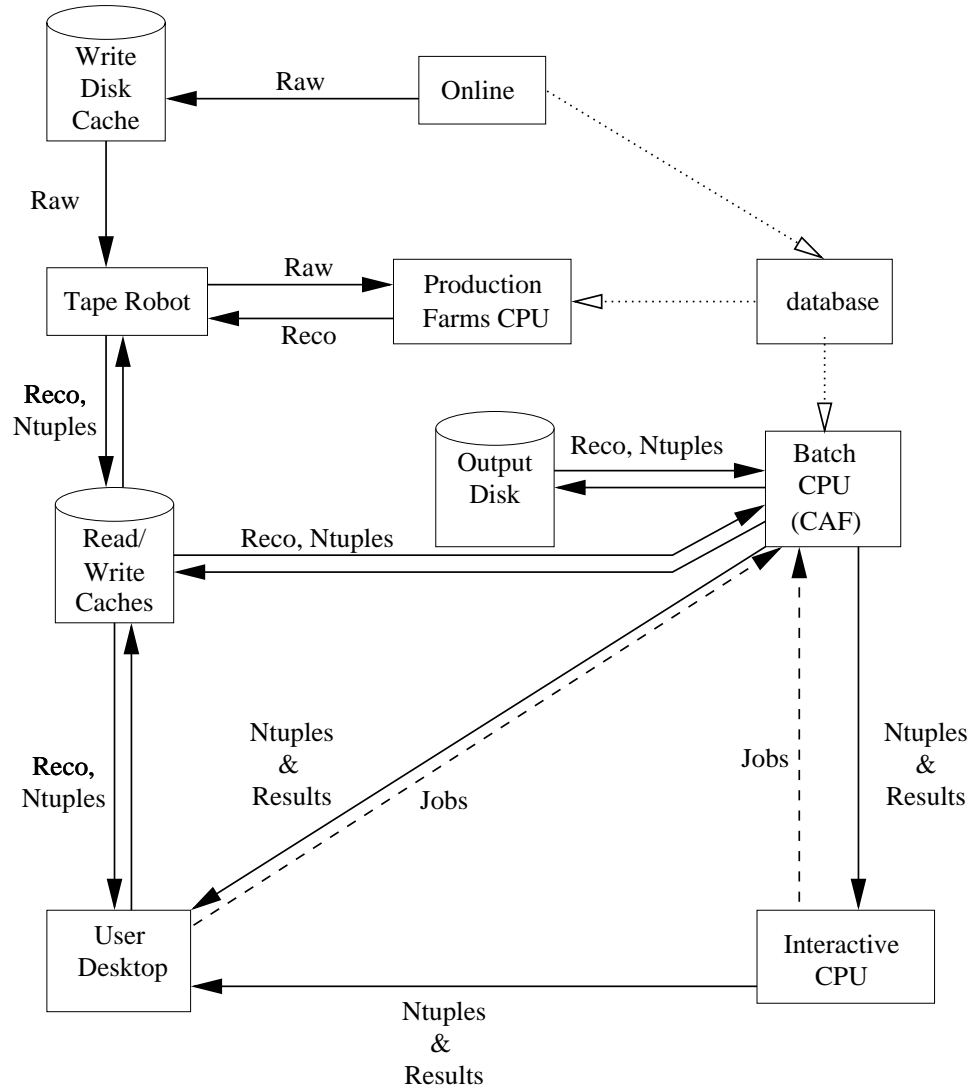 Write
Disk
Cache
Raw
Online
Raw
Tape Robot
Raw
Reco
Production
Farms CPU
database
Reco,
Ntuples
Output
Disk
Reco, Ntuples
Batch
CPU
(CAF)
Read/
Write
Caches
Reco, Ntuples
Reco,
Ntuples
Ntuples
&
Results
Jobs
Jobs
Ntuples
&
Results
User
Desktop
Interactive
CPU
Ntuples
&
Results